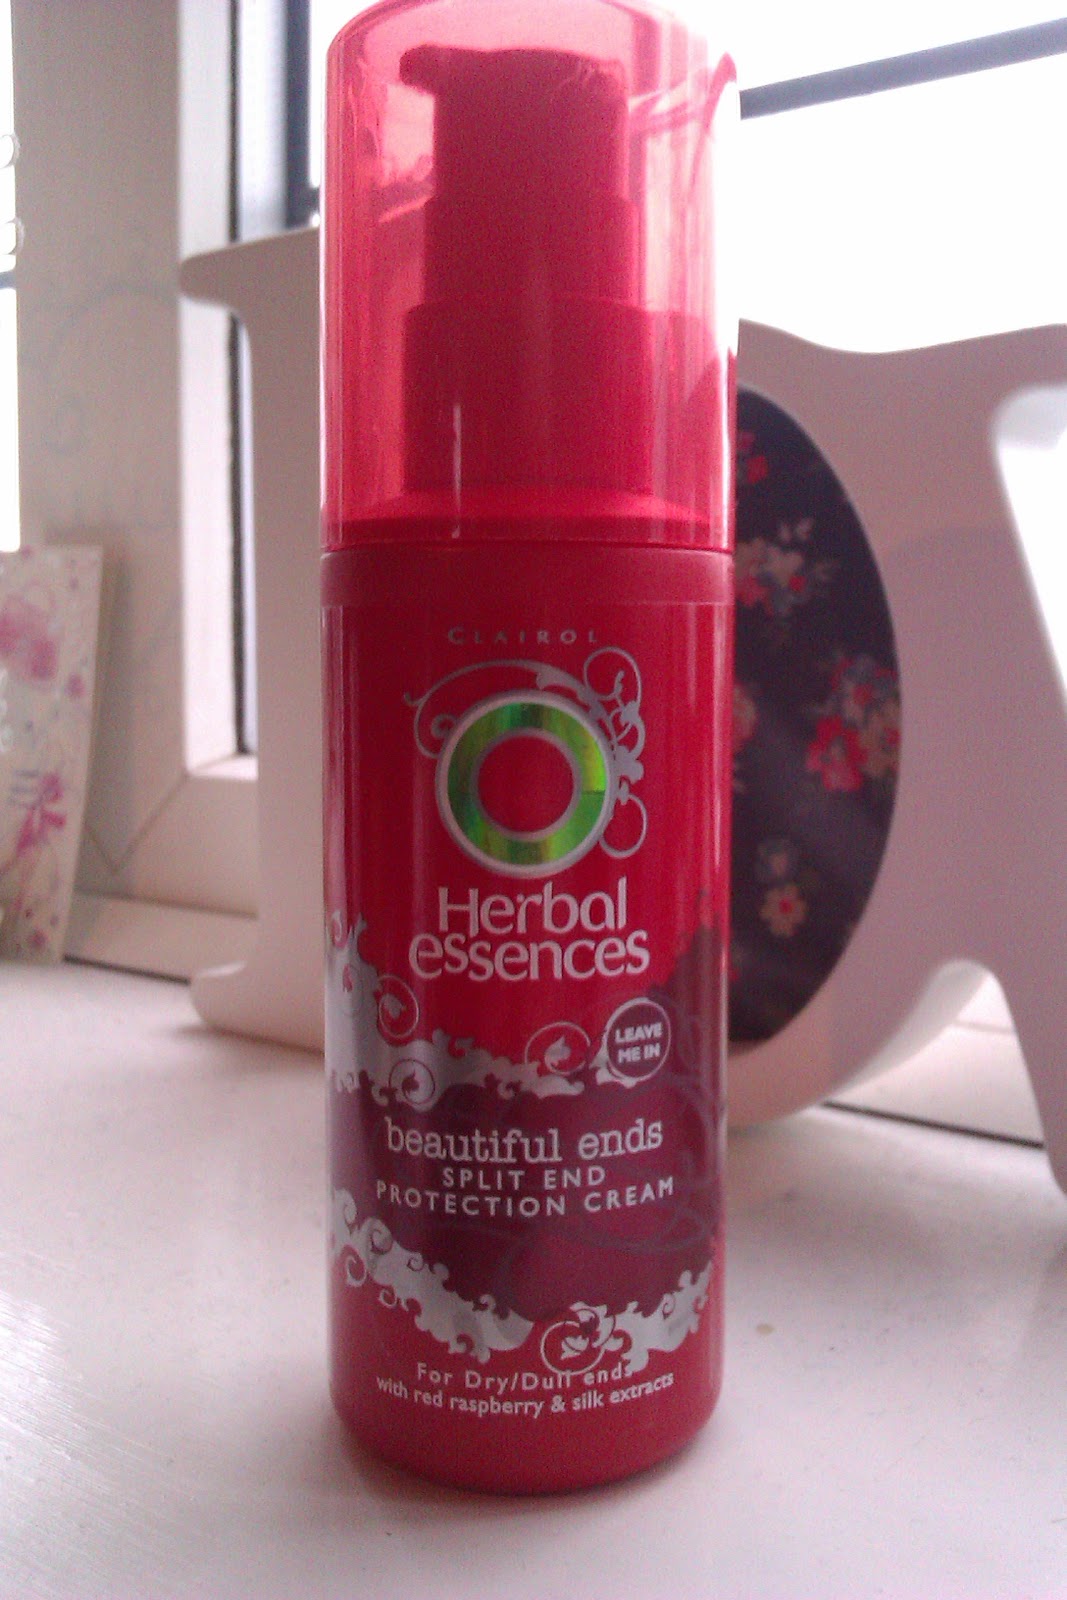 CLAIROL
Herbal
essences
LEAVE
ME IN
beautiful ends
SPLIT END
PROTECTION CREAM
For Dry/Dull ends
with red raspberry & silk extracts